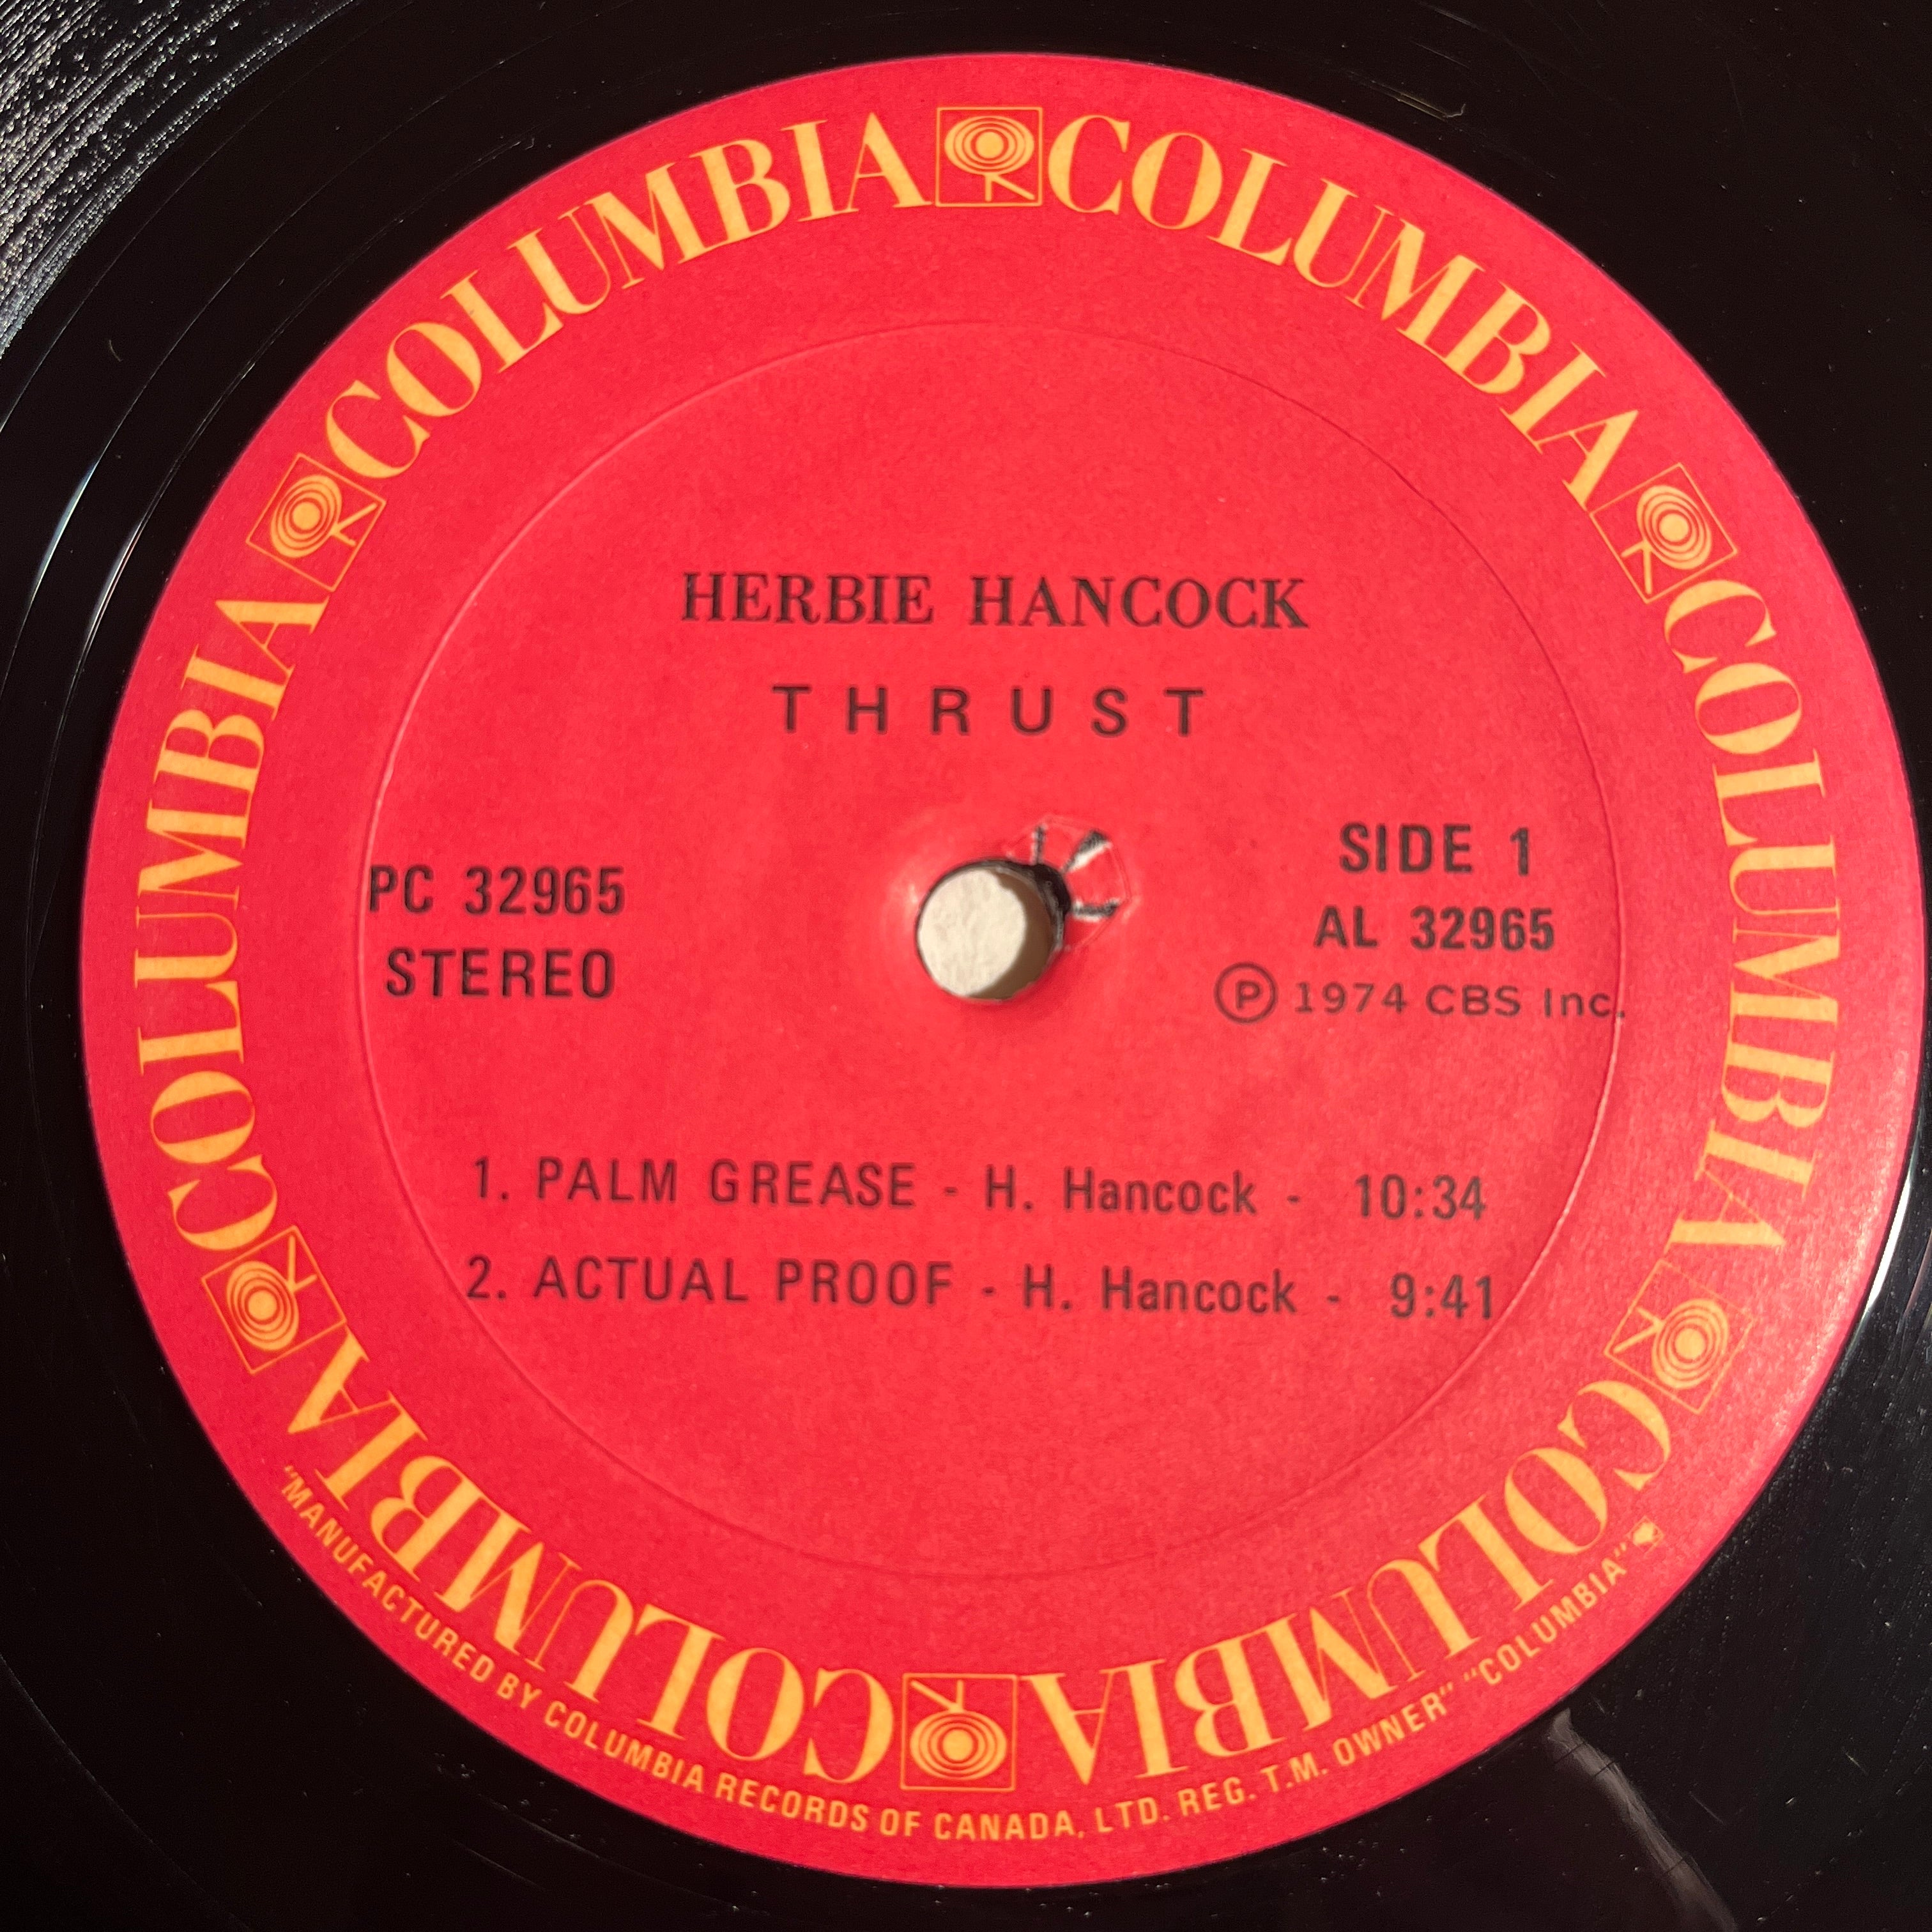 COLUMBIA COLUMBIA COLUMBIA COLUMBIA COLUMBIA COLUMBIA
HERBIE HANCOCK
THRUST
PC 32965
STEREO
SIDE 1
AL 32965
Ⓟ 1974 CBS Inc.
1. PALM GREASE - H. Hancock - 10:34
2. ACTUAL PROOF - H. Hancock - 9:41
"MANUFACTURED BY COLUMBIA RECORDS OF CANADA, LTD. REG. T.M. OWNER" "COLUMBIA"